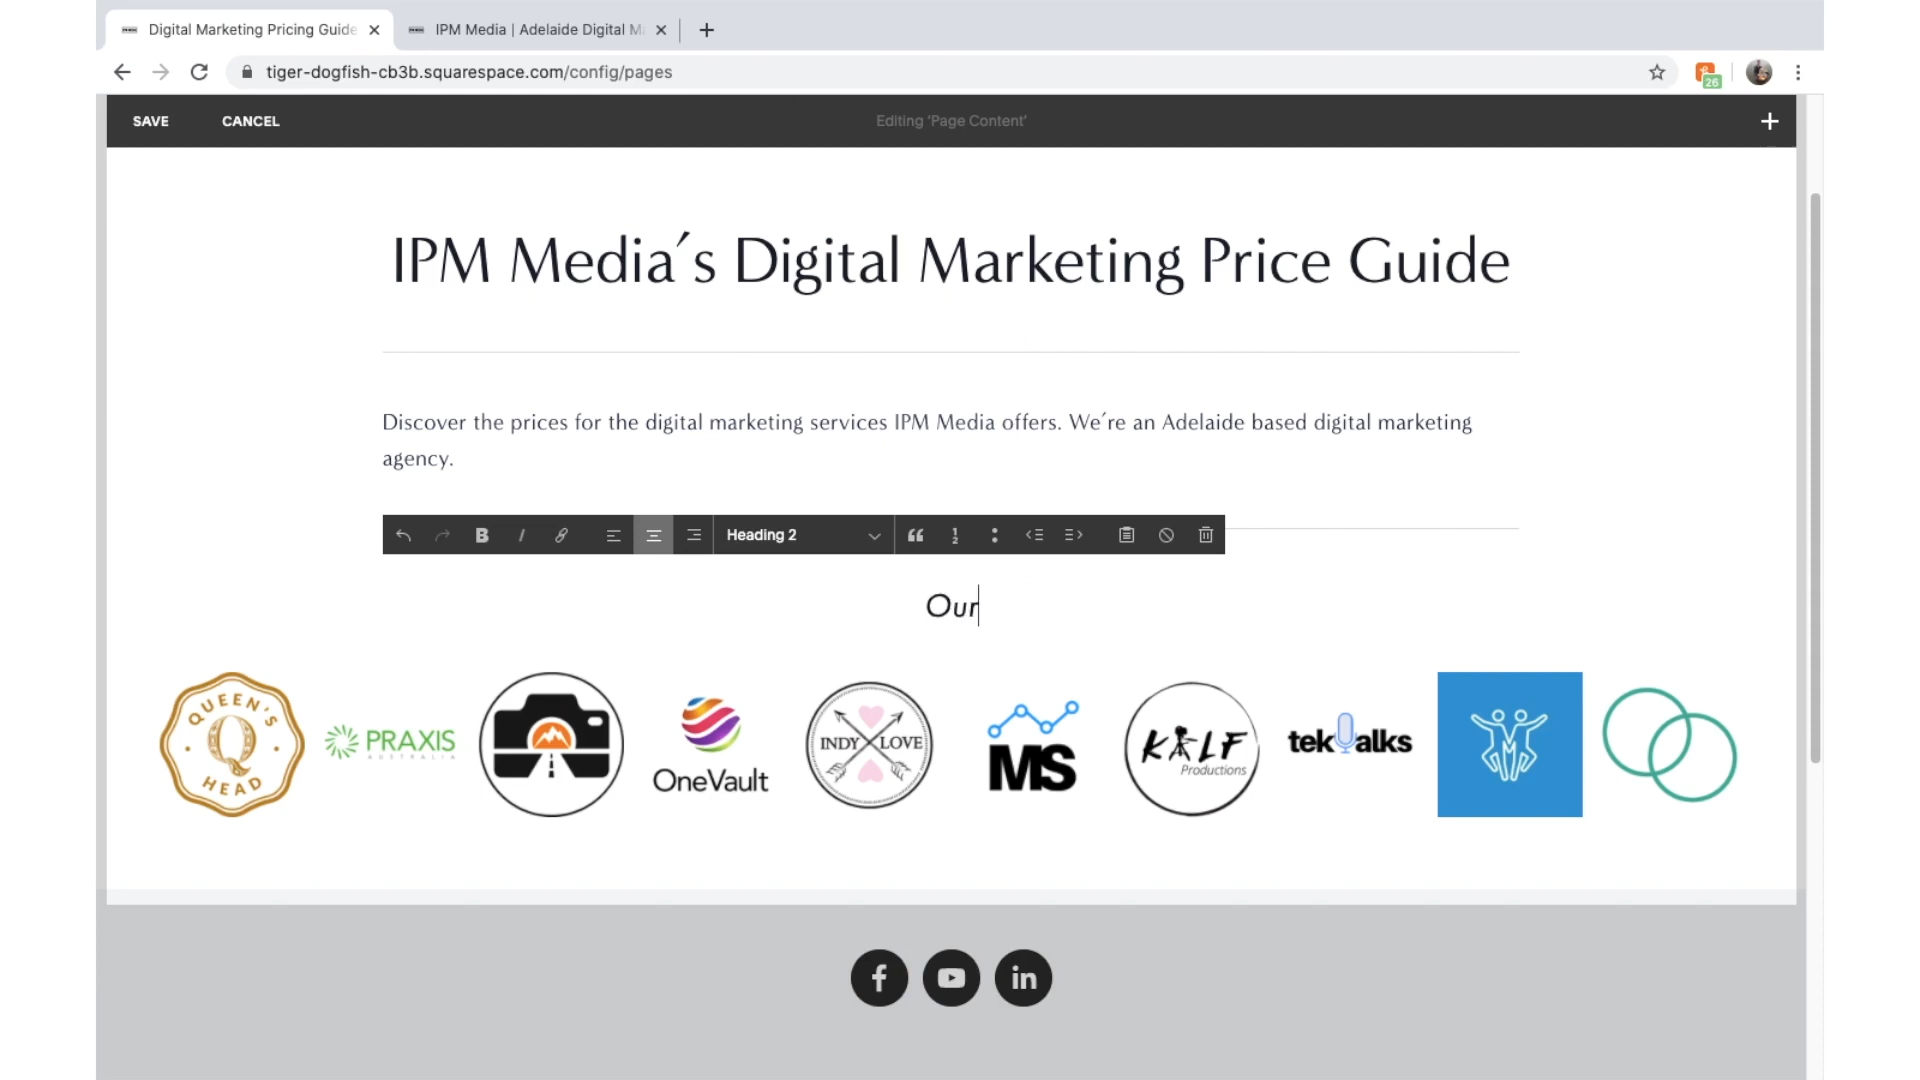 Digital Marketing Pricing Guide
IPM Media | Adelaide Digital M
tiger-dogfish-cb3b.squarespace.com/config/pages
26
SAVE
CANCEL
Editing 'Page Content'
IPM Media´s Digital Marketing Price Guide
Discover the prices for the digital marketing services IPM Media offers. We´re an Adelaide based digital marketing
agency.
Heading 2
Our
QUEEN'S
Q
HEAD
PRAXIS
AUSTRALIA
OneVault
INDY LOVE
MS
KALF
Productions
tektalks
in